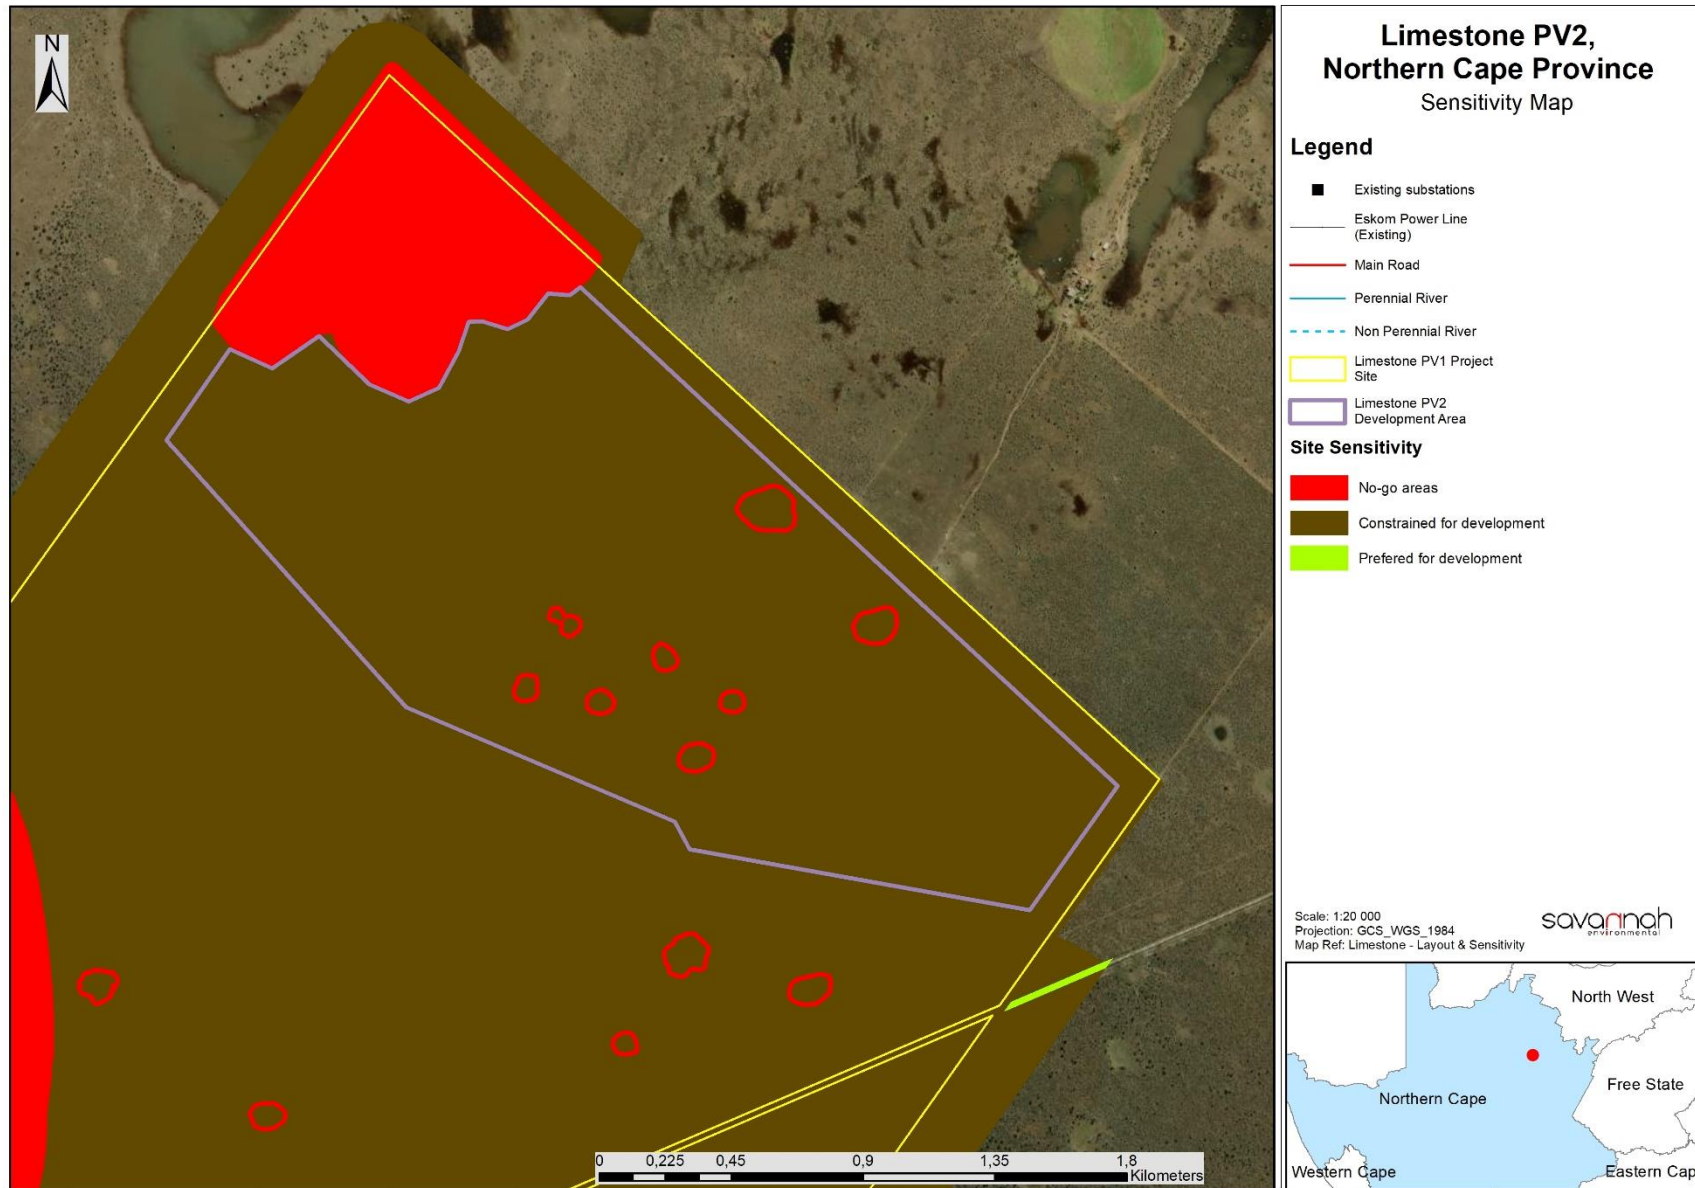 N
Limestone PV2,
Northern Cape Province
Sensitivity Map
Legend
Existing substations
Eskom Power Line
(Existing)
Main Road
Perennial River
Non Perennial River
Limestone PV1 Project
Site
Limestone PV2
Development Area
Site Sensitivity
No-go areas
Constrained for development
Prefered for development
Scale: 1:20 000
Projection: GCS_WGS_1984
Map Ref: Limestone - Layout & Sensitivity
savannah
environmental
North West
Free State
Northern Cape
Western Cape
Eastern Cap
0 0,225 0,45 0,9 1,35 1,8
Kilometers